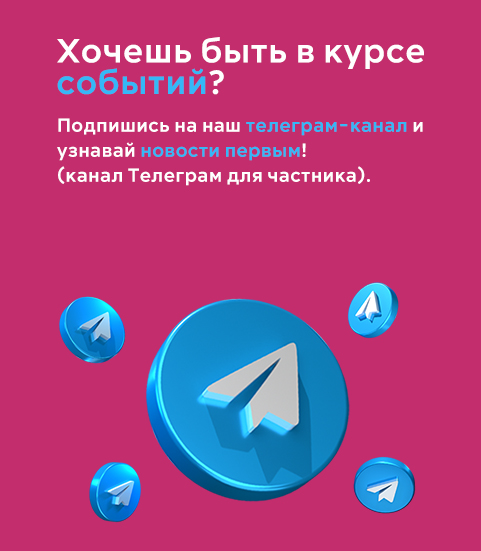 Хочешь быть в курсе
событий?
Подпишись на наш телеграм-канал и
узнавай новости первым!
(канал Телеграм для частника).